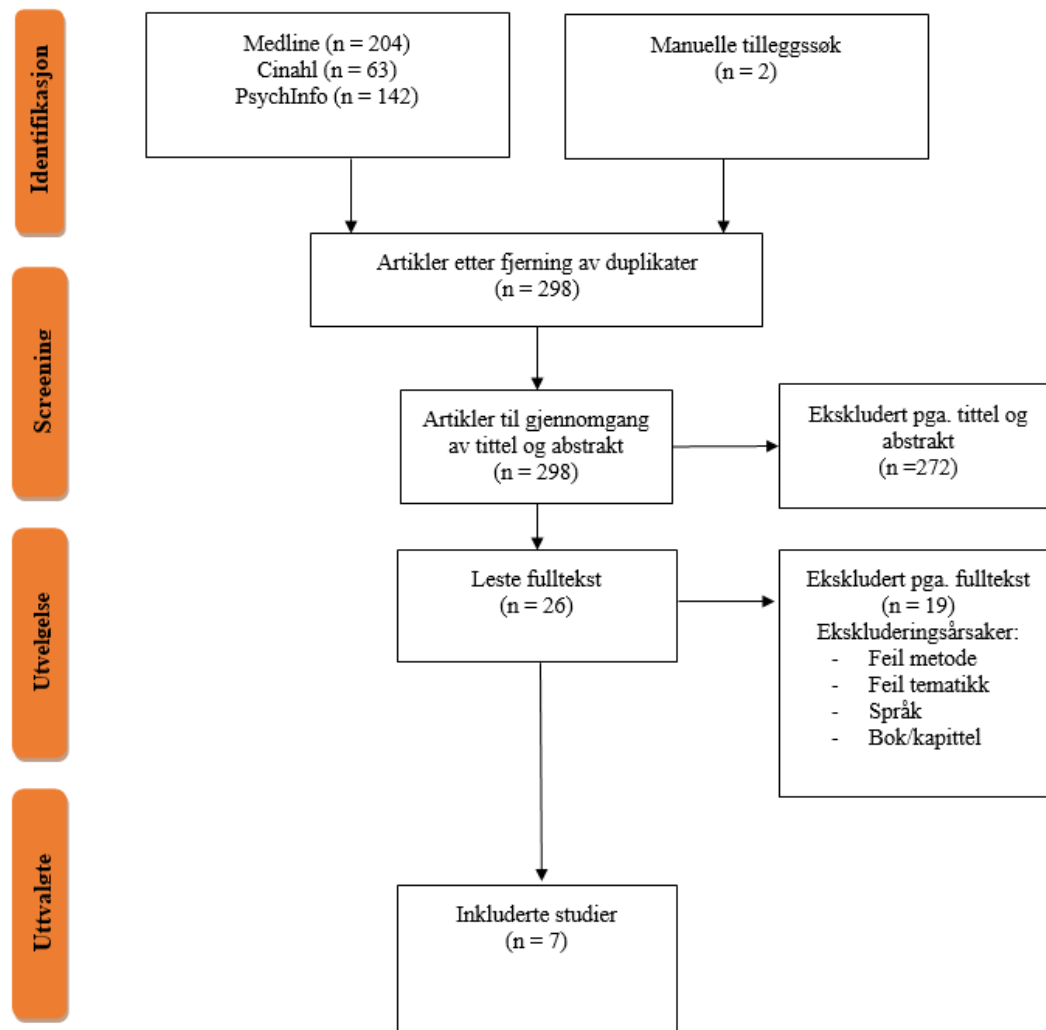 Identifikasjon
Medline (n = 204)
Cinahl (n = 63)
PsychInfo (n = 142)
Manuelle tilleggssøk
(n = 2)
Artikler etter fjerning av duplikater
(n = 298)
Screening
Artikler til gjennomgang
av tittel og abstrakt
(n = 298)
Ekskludert pga. tittel og
abstrakt
(n =272)
Utvelgelse
Leste fulltekst
(n = 26)
Ekskludert pga. fulltekst
(n = 19)
Ekskluderingsårsaker:
- Feil metode
- Feil tematikk
- Språk
- Bok/kapittel
Uttvalgte
Inkluderte studier
(n = 7)